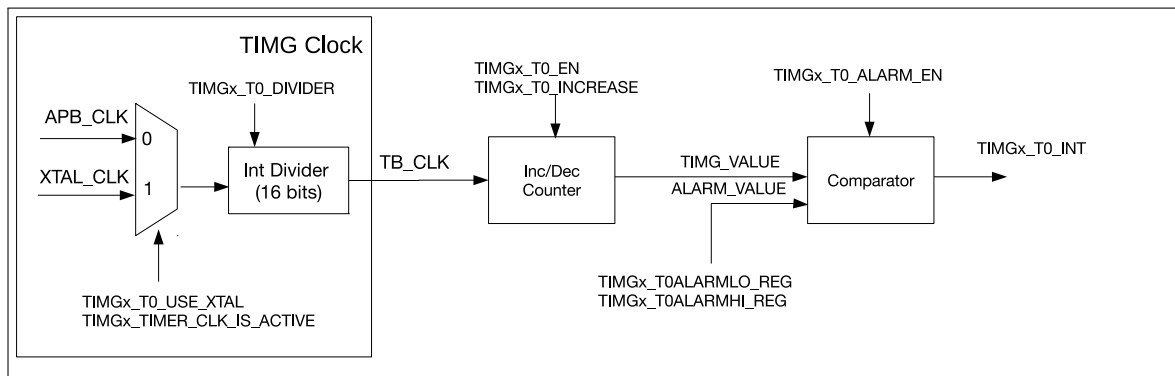 TIMG Clock
TIMGx_T0_DIVIDER
APB_CLK
0
XTAL_CLK
1
Int Divider
(16 bits)
TIMGx_T0_USE_XTAL
TIMGx_TIMER_CLK_IS_ACTIVE
TB_CLK
TIMGx_T0_EN
TIMGx_T0_INCREASE
Inc/Dec
Counter
TIMG_VALUE
ALARM_VALUE
TIMGx_T0ALARMLO_REG
TIMGx_T0ALARMHI_REG
TIMGx_T0_ALARM_EN
Comparator
TIMGx_T0_INT